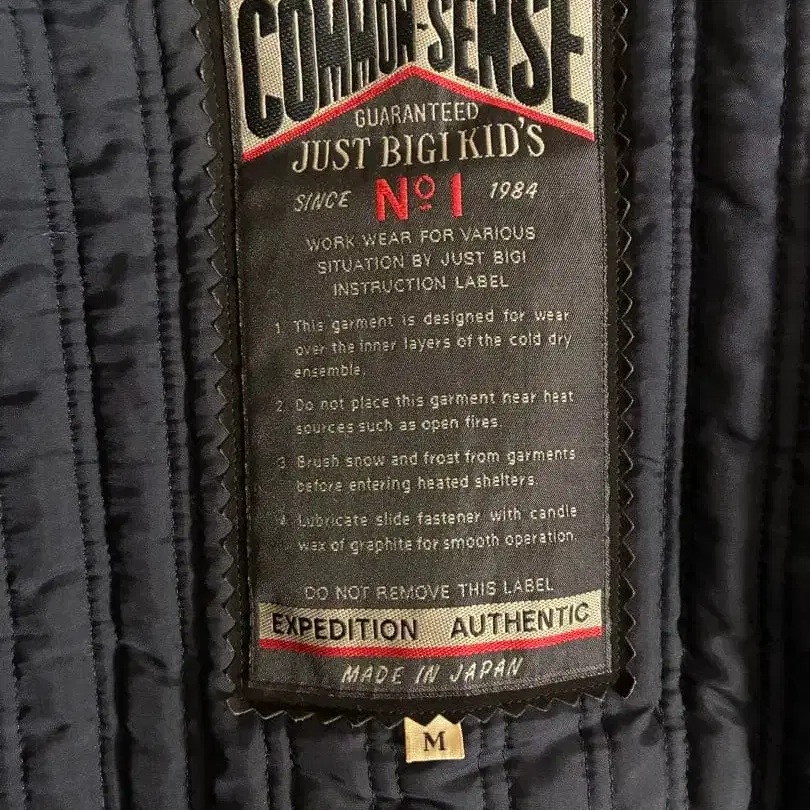 COMMON-SENSE
GUARANTEED
JUST BIGI KID'S
SINCE Nº 1 1984
WORK WEAR FOR VARIOUS
SITUATION BY JUST BIGI
INSTRUCTION LABEL
1. This garment is designed for wear
over the inner layers of the cold dry
ensemble.
2. Do not place this garment near heat
sources such as open fires.
3. Brush snow and frost from garments
before entering heated shelters.
4. Lubricate slide fastener with candle
wax of graphite for smooth operation.
DO NOT REMOVE THIS LABEL
EXPEDITION AUTHENTIC
MADE IN JAPAN
M